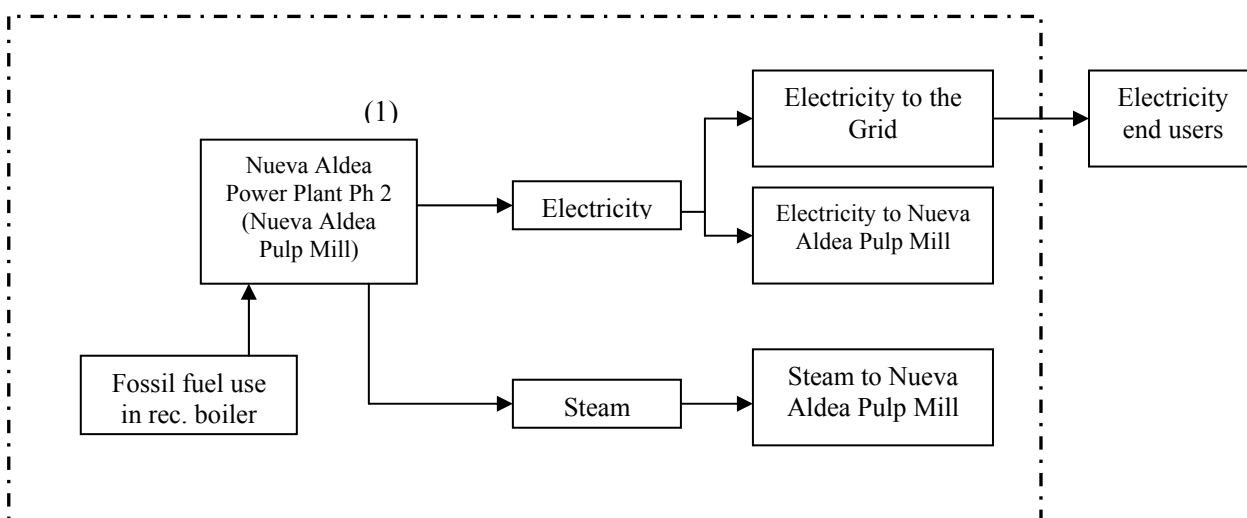 (1)
Nueva Aldea
Power Plant Ph 2
(Nueva Aldea
Pulp Mill)
Fossil fuel use
in rec. boiler
Electricity
Steam
Electricity to the
Grid
Electricity to Nueva
Aldea Pulp Mill
Steam to Nueva
Aldea Pulp Mill
Electricity
end users